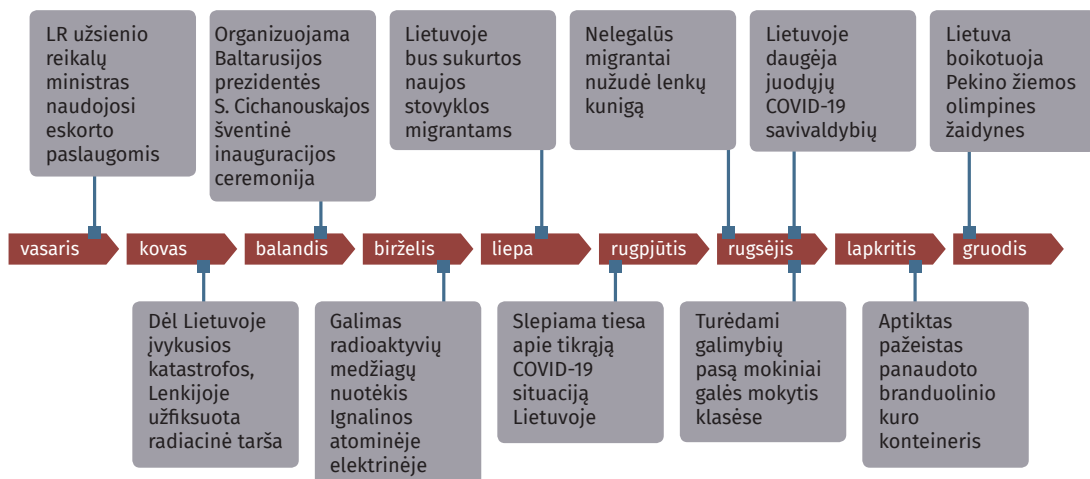 LR užsienio
reikalų
ministras
naudojosi
eskorto
paslaugomis
Organizuojama
Baltarusijos
prezidentės
S. Cichanouskajos
šventinė
inauguracijos
ceremonija
Lietuvoje
bus sukurtos
naujos
stovyklos
migrantams
Nelegalūs
migrantai
nužudė lenkų
kunigą
Lietuvoje
daugėja
juodųjų
COVID-19
savivaldybių
Lietuva
boikotuoja
Pekino žiemos
olimpines
žaidynes
vasaris
kovas
balandis
birželis
liepa
rugpjūtis
rugsėjis
lapkritis
gruodis
Dėl Lietuvoje
įvykusios
katastrofos,
Lenkijoje
užfiksuota
radiacinė tarša
Galimas
radioaktyvių
medžiagų
nuotėkis
Ignalinos
atominėje
elektrinėje
Slepiama tiesa
apie tikrąją
COVID-19
situaciją
Lietuvoje
Turėdami
galimybių
pasą mokiniai
galės mokytis
klasėse
Aptiktas
pažeistas
panaudoto
branduolinio
kuro
konteineris